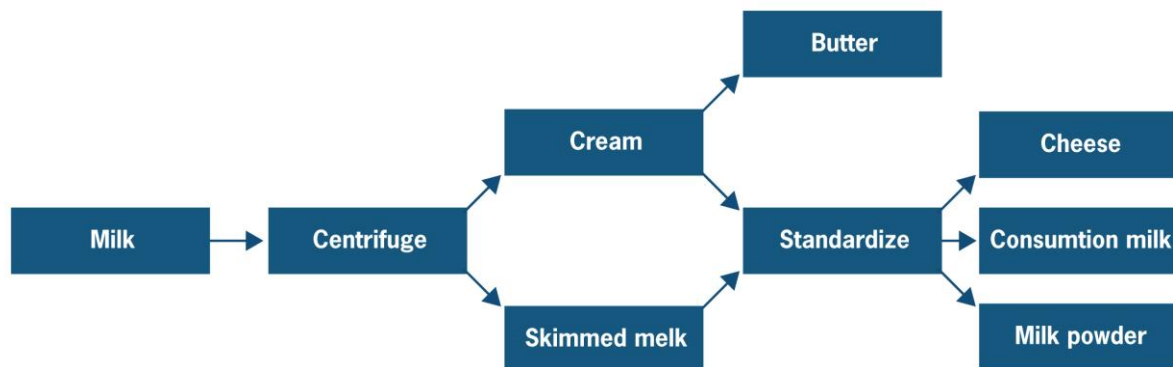 Butter
Cream
Cheese
Milk
Centrifuge
Standardize
Consumtion milk
Skimmed melk
Milk powder